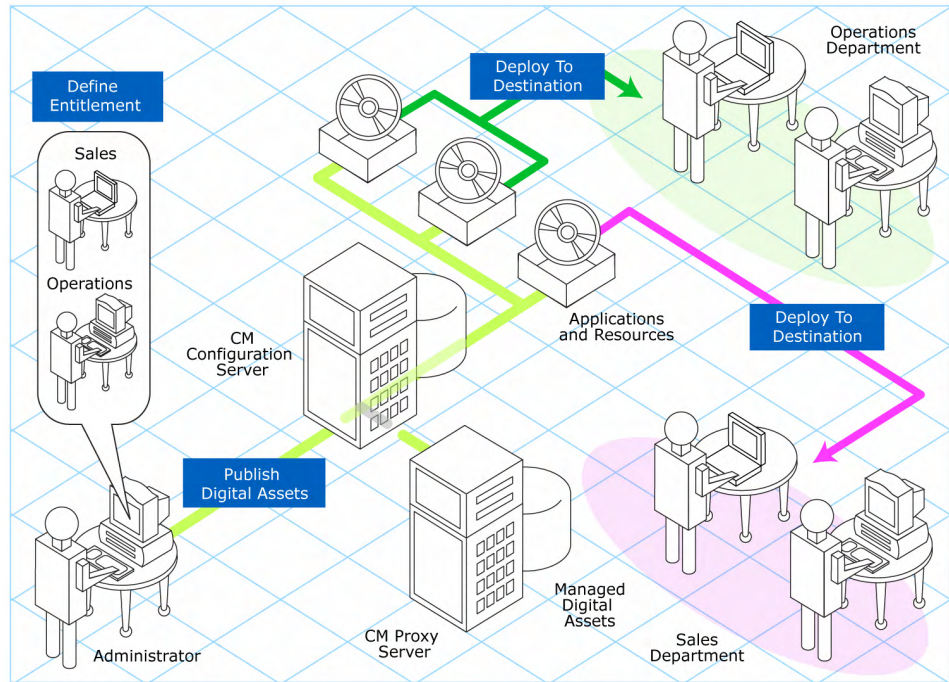 Define
Entitlement
Sales
Operations
Deploy To
Destination
Operations
Department
CM
Configuration
Server
Applications
and Resources
Deploy To
Destination
Publish
Digital Assets
Administrator
CM Proxy
Server
Managed
Digital
Assets
Sales
Department